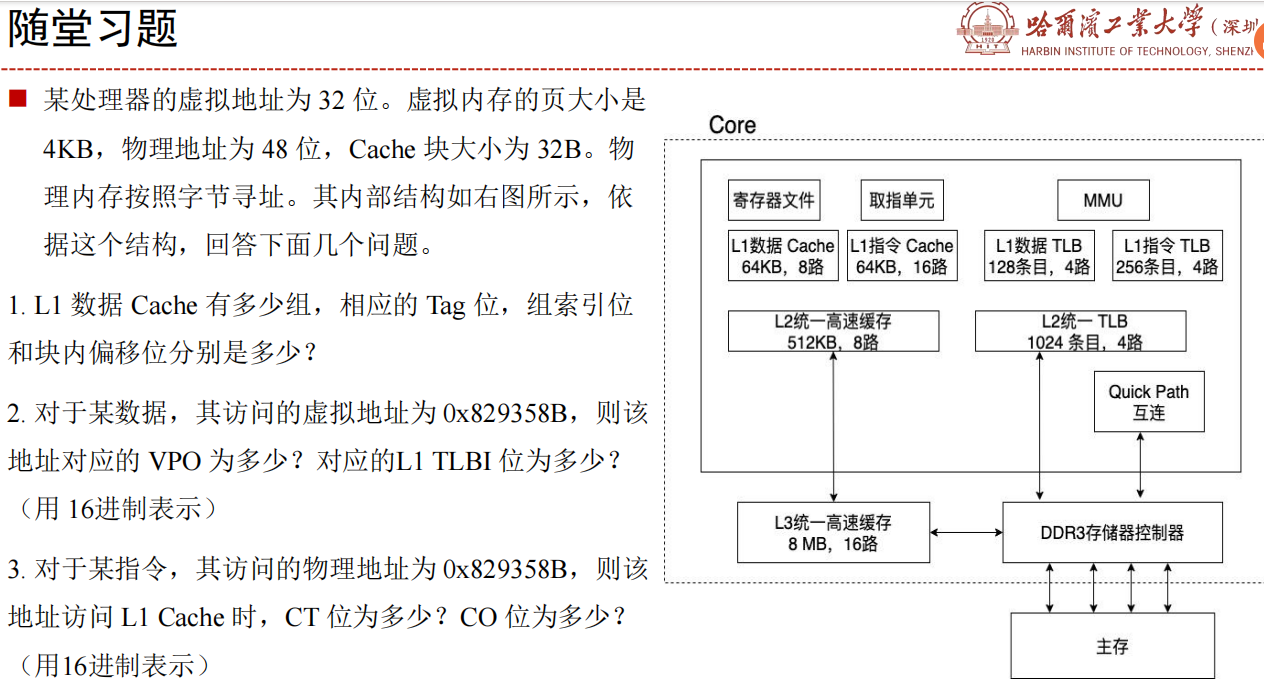 随堂习题
哈尔滨工业大学(深圳
HARBIN INSTITUTE OF TECHNOLOGY, SHENZ
某处理器的虚拟地址为 32 位。虚拟内存的页大小是
4KB，物理地址为 48 位，Cache 块大小为 32B。物
理内存按照字节寻址。其内部结构如右图所示，依
据这个结构，回答下面几个问题。
1. L1 数据 Cache 有多少组，相应的 Tag 位，组索引位
和块内偏移位分别是多少？
2. 对于某数据，其访问的虚拟地址为 0x829358B，则该
地址对应的 VPO 为多少？对应的L1 TLBI 位为多少？
（用 16进制表示）
3. 对于某指令，其访问的物理地址为 0x829358B，则该
地址访问 L1 Cache 时，CT 位为多少？CO 位为多少？
（用16进制表示）
Core
寄存器文件
取指单元
MMU
L1数据 Cache
64KB，8路
L1指令 Cache
64KB，16路
L1数据 TLB
128条目，4路
L1指令 TLB
256条目，4路
L2统一高速缓存
512KB，8路
L2统一 TLB
1024 条目，4路
Quick Path
互连
L3统一高速缓存
8 MB，16路
DDR3存储器控制器
主存